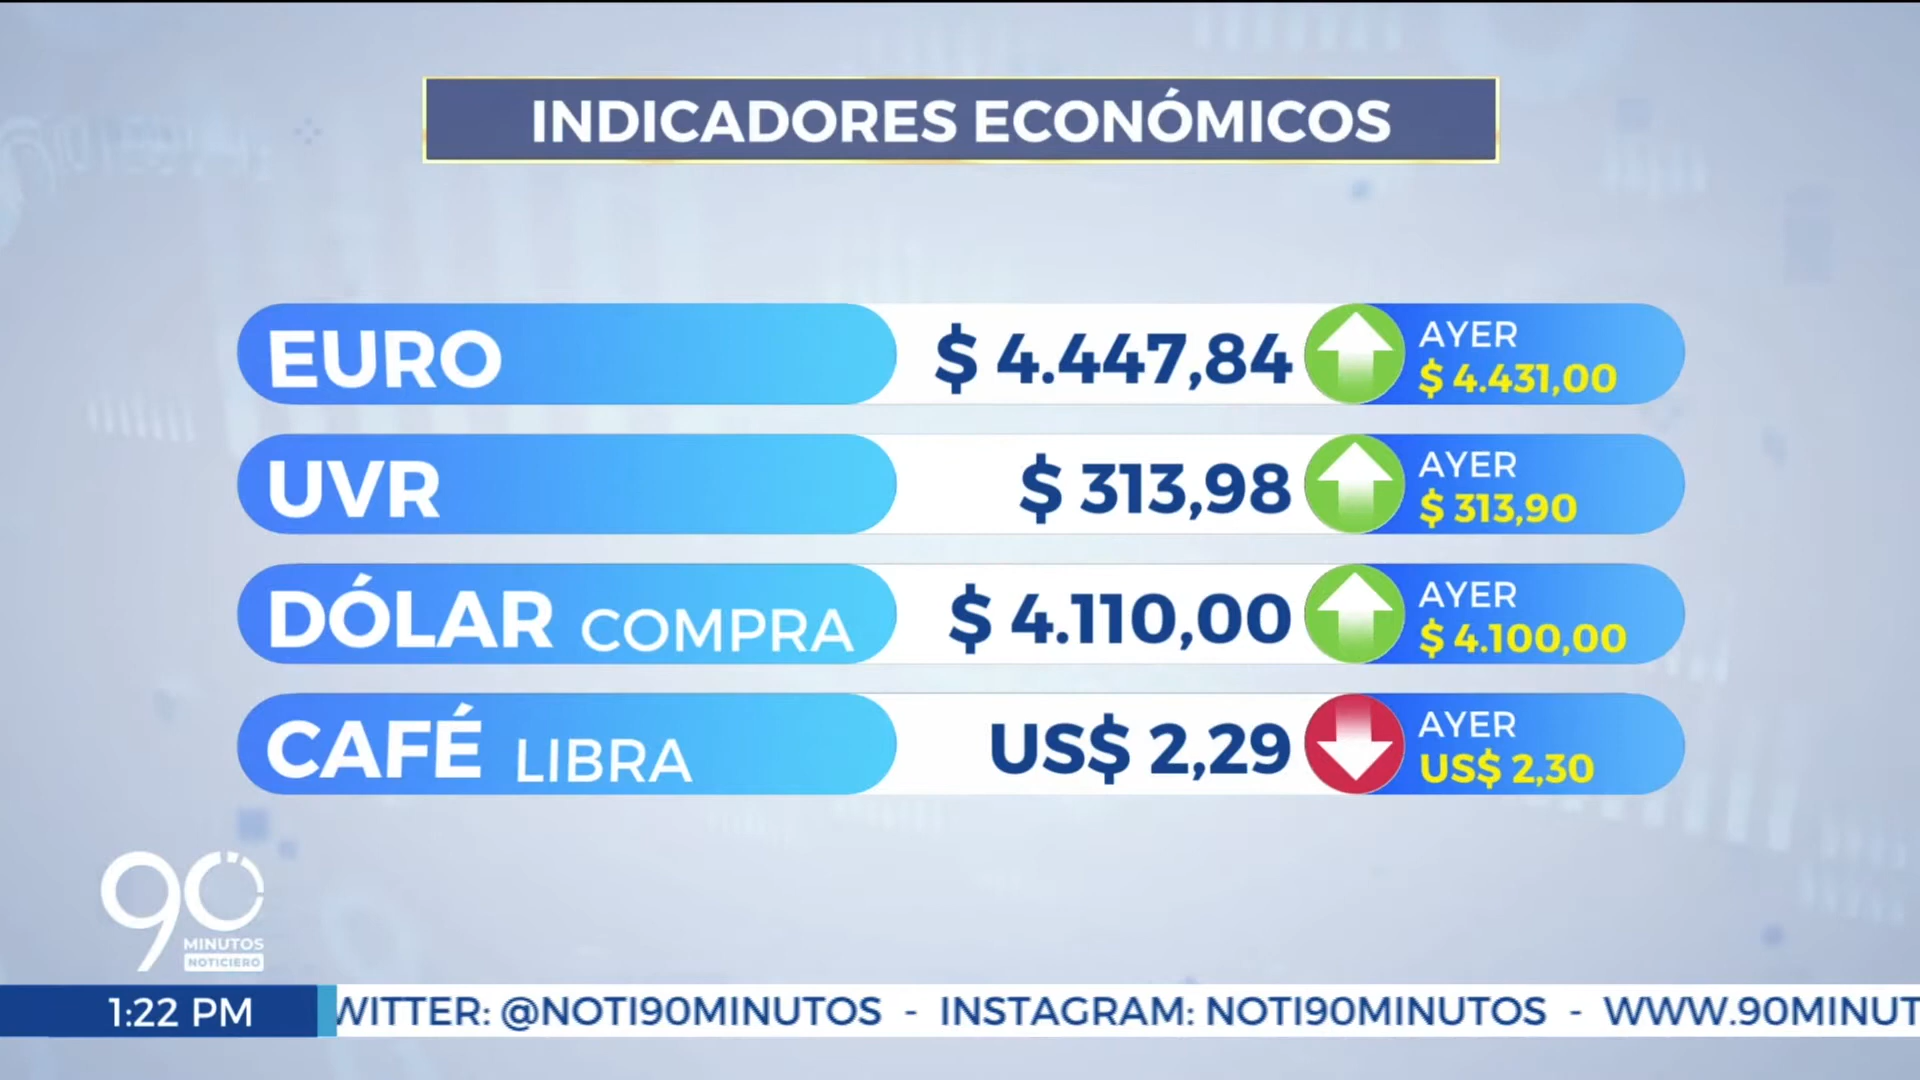 INDICADORES ECONÓMICOS
EURO $ 4.447,84 AYER $ 4.431,00
UVR $ 313,98 AYER $ 313,90
DÓLAR COMPRA $ 4.110,00 AYER $ 4.100,00
CAFÉ LIBRA US$ 2,29 AYER US$ 2,30
90
MINUTOS
NOTICIERO
1:22 PM WITTER: @NOTI90MINUTOS - INSTAGRAM: NOTI90MINUTOS - WWW.90MINUT